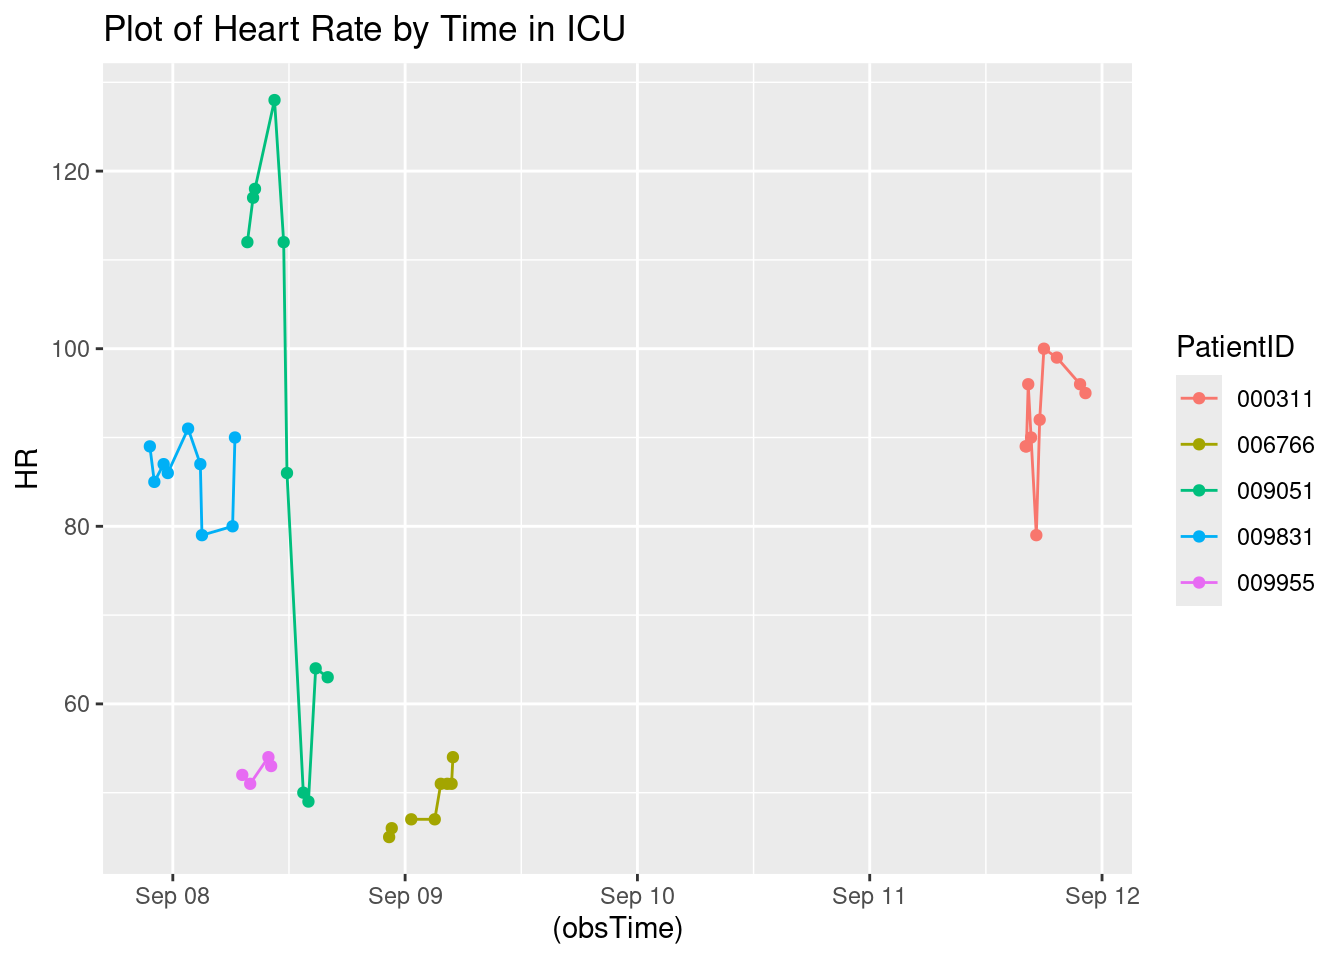 Plot of Heart Rate by Time in ICU
HR
120
100
80
60
Sep 08
Sep 09
Sep 10
Sep 11
Sep 12
(obsTime)
PatientID
000311
006766
009051
009831
009955